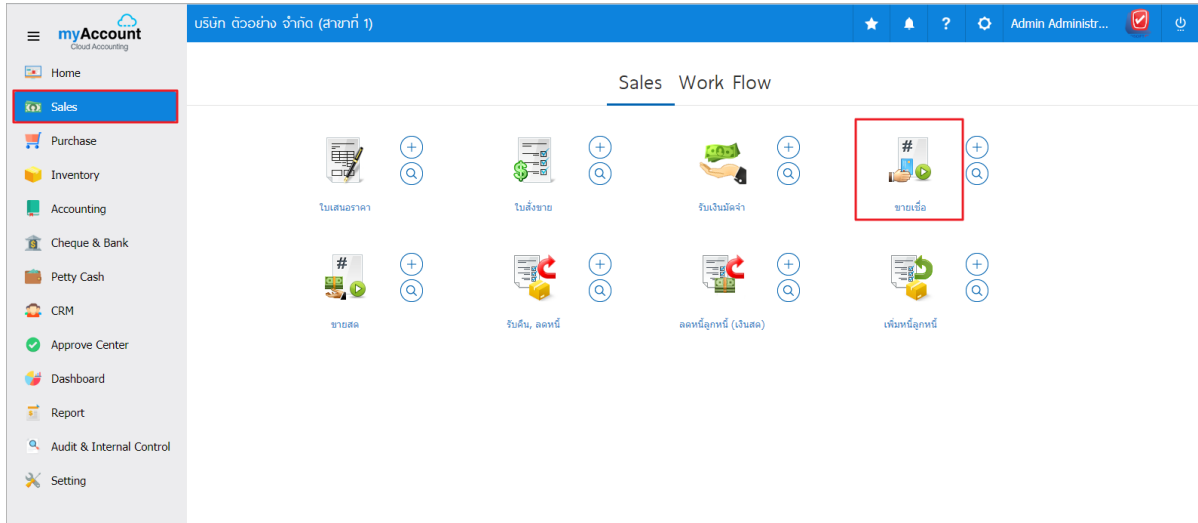 myAccount
Cloud Accounting
บริษัท ตัวอย่าง จำกัด (สาขาที่ 1)
Admin Administr...
Home
Sales
Purchase
Inventory
Accounting
Cheque & Bank
Petty Cash
CRM
Approve Center
Dashboard
Report
Audit & Internal Control
Setting
Sales Work Flow
ใบเสนอราคา
ใบสั่งขาย
รับเงินมัดจำ
ขายเชื่อ
ขายสด
รับคืน, ลดหนี้
ลดหนี้ลูกหนี้ (เงินสด)
เพิ่มหนี้ลูกหนี้